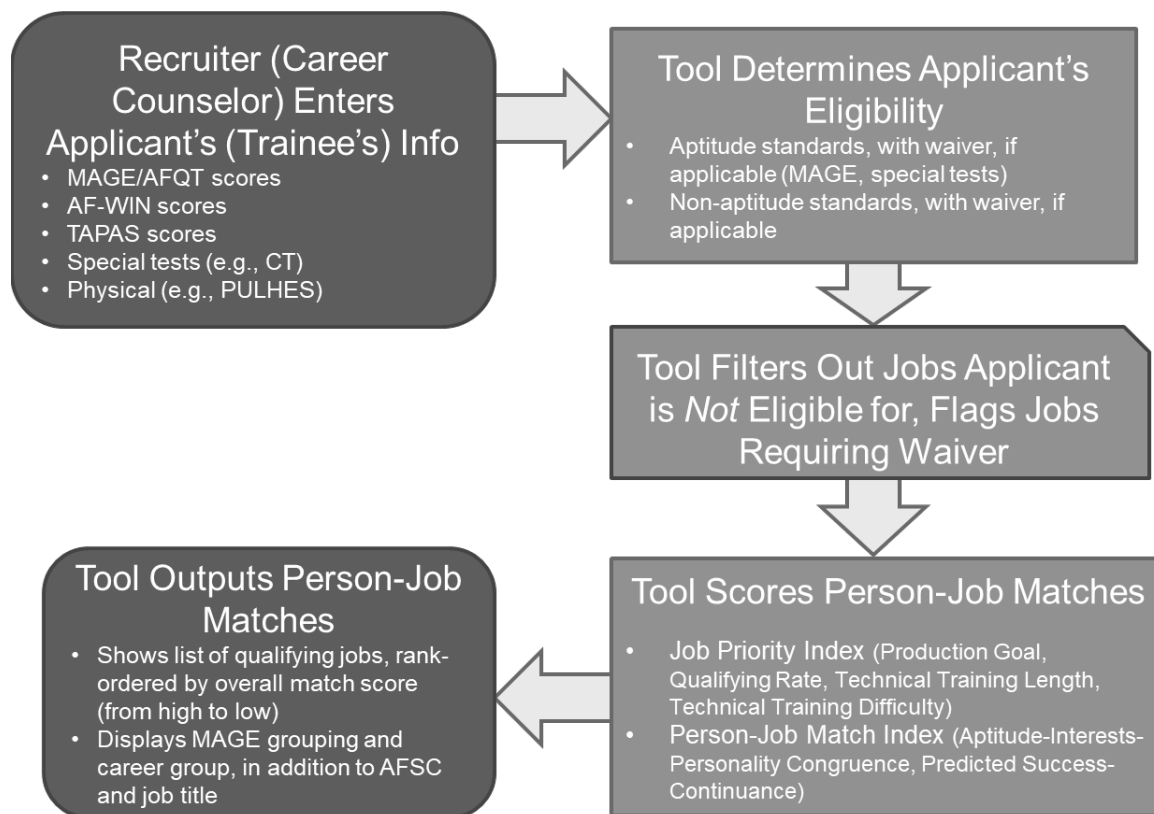 Recruiter (Career
Counselor) Enters
Applicant's (Trainee's) Info
• MAGE/AFQT scores
• AF-WIN scores
• TAPAS scores
• Special tests (e.g., CT)
• Physical (e.g., PULHES)
Tool Determines Applicant's
Eligibility
• Aptitude standards, with waiver, if
applicable (MAGE, special tests)
• Non-aptitude standards, with waiver, if
applicable
Tool Filters Out Jobs Applicant
is Not Eligible for, Flags Jobs
Requiring Waiver
Tool Scores Person-Job Matches
• Job Priority Index (Production Goal,
Qualifying Rate, Technical Training Length,
Technical Training Difficulty)
• Person-Job Match Index (Aptitude-Interests-
Personality Congruence, Predicted Success-
Continuance)
Tool Outputs Person-Job
Matches
• Shows list of qualifying jobs, rank-
ordered by overall match score
(from high to low)
• Displays MAGE grouping and
career group, in addition to AFSC
and job title